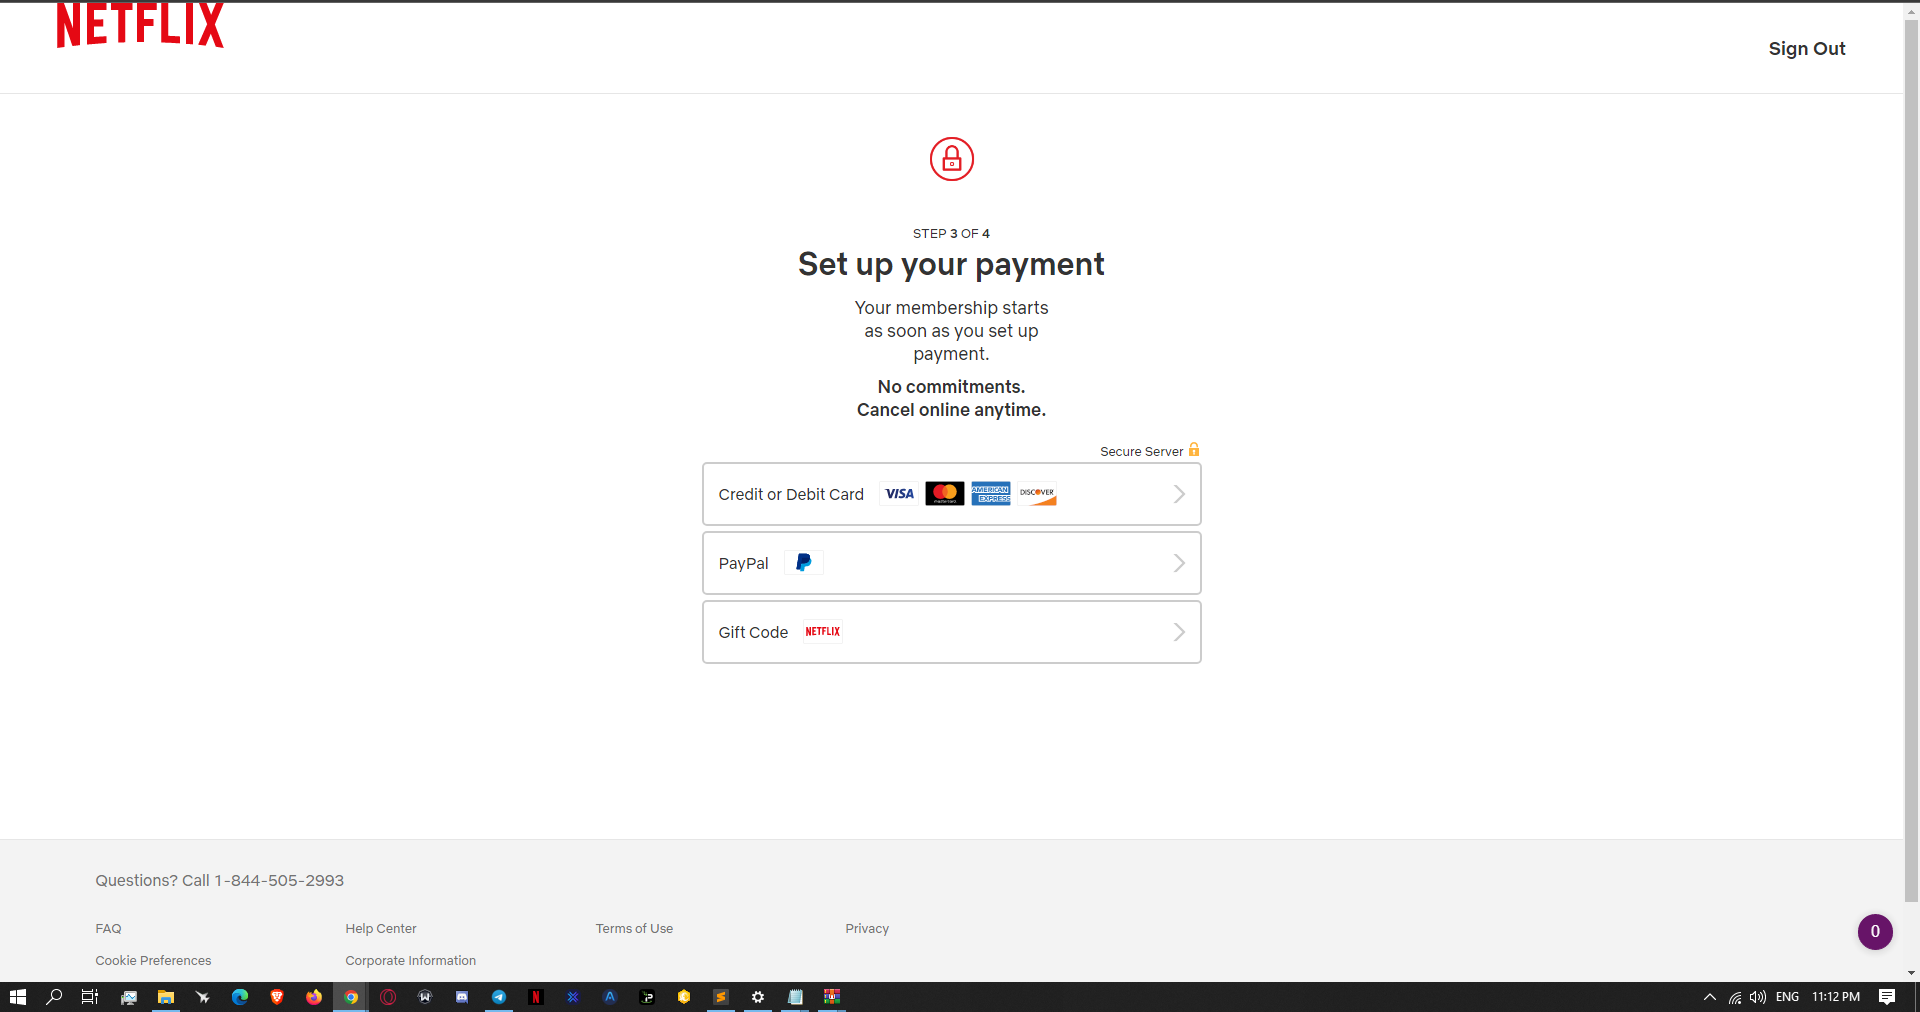 NETFLIX
Sign Out
STEP 3 OF 4
Set up your payment
Your membership starts
as soon as you set up
payment.
No commitments.
Cancel online anytime.
Secure Server
Credit or Debit Card VISA mastercard AMERICAN EXPRESS DISCOVER
PayPal
Gift Code NETFLIX
Questions? Call 1-844-505-2993
FAQ Help Center Terms of Use Privacy
Cookie Preferences Corporate Information
0
ENG 11:12 PM